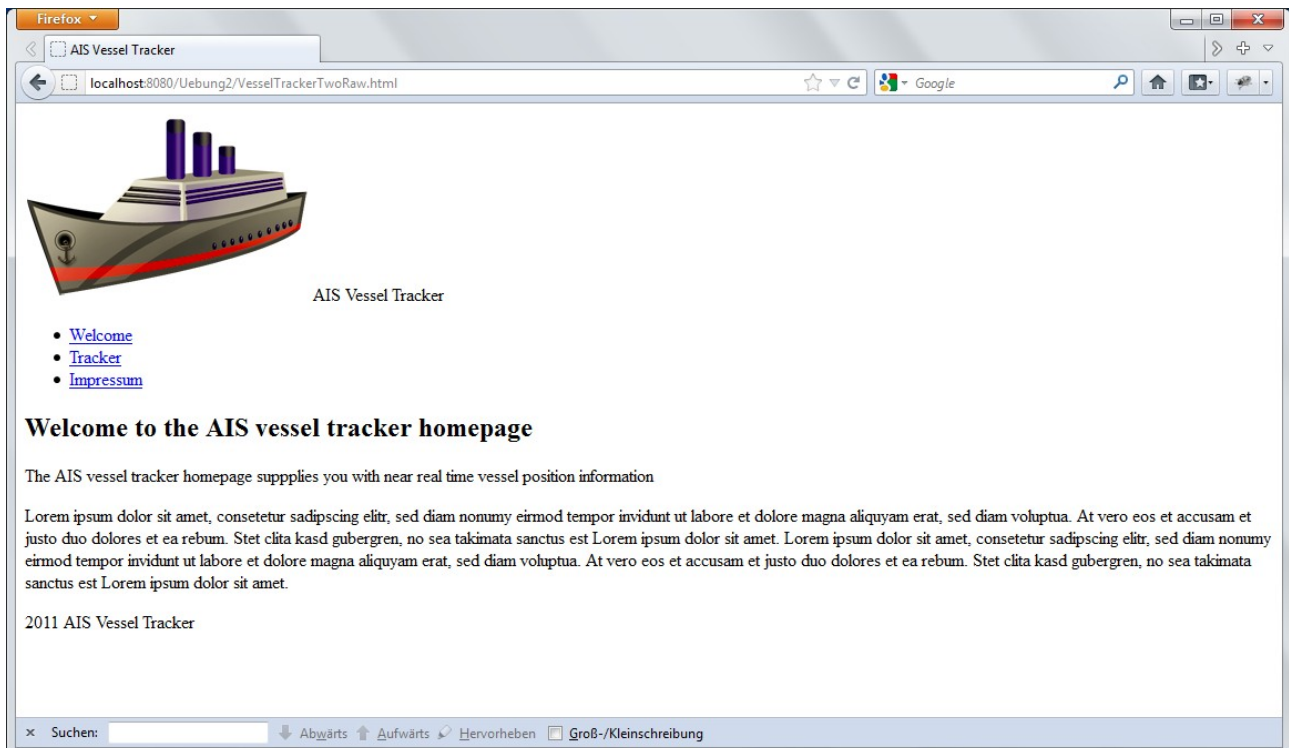 Firefox
AIS Vessel Tracker
localhost:8080/Uebung2/VesselTrackerTwoRaw.html
Google
AIS Vessel Tracker
Welcome
Tracker
Impressum
Welcome to the AIS vessel tracker homepage
The AIS vessel tracker homepage suppplies you with near real time vessel position information
Lorem ipsum dolor sit amet, consetetur sadipscing elitr, sed diam nonumy eirmod tempor invidunt ut labore et dolore magna aliquyam erat, sed diam voluptua. At vero eos et accusam et
justo duo dolores et ea rebum. Stet clita kasd gubergren, no sea takimata sanctus est Lorem ipsum dolor sit amet. Lorem ipsum dolor sit amet, consetetur sadipscing elitr, sed diam nonumy
eirmod tempor invidunt ut labore et dolore magna aliquyam erat, sed diam voluptua. At vero eos et accusam et justo duo dolores et ea rebum. Stet clita kasd gubergren, no sea takimata
sanctus est Lorem ipsum dolor sit amet.
2011 AIS Vessel Tracker
Suchen: Abwärts Aufwärts Hervorheben Groß-/Kleinschreibung